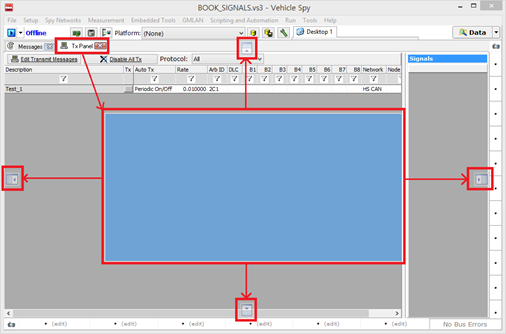 BOOK_SIGNALS.vs3 - Vehicle Spy
File Setup Spy Networks Measurement Embedded Tools GMLAN Scripting and Automation Run Tools Help
Offline Platform: (None) Desktop 1 Data
Messages Tx Panel
Edit Transmit Messages Disable All Tx Protocol: All Signals
Description Tx Auto Tx Rate Arb ID DLC B1 B2 B3 B4 B5 B6 B7 B8 Network Node
Test_1 Periodic On/Off 0.010000 2C1 HS CAN
(edit) (edit) (edit) (edit) (edit) (edit) No Bus Errors